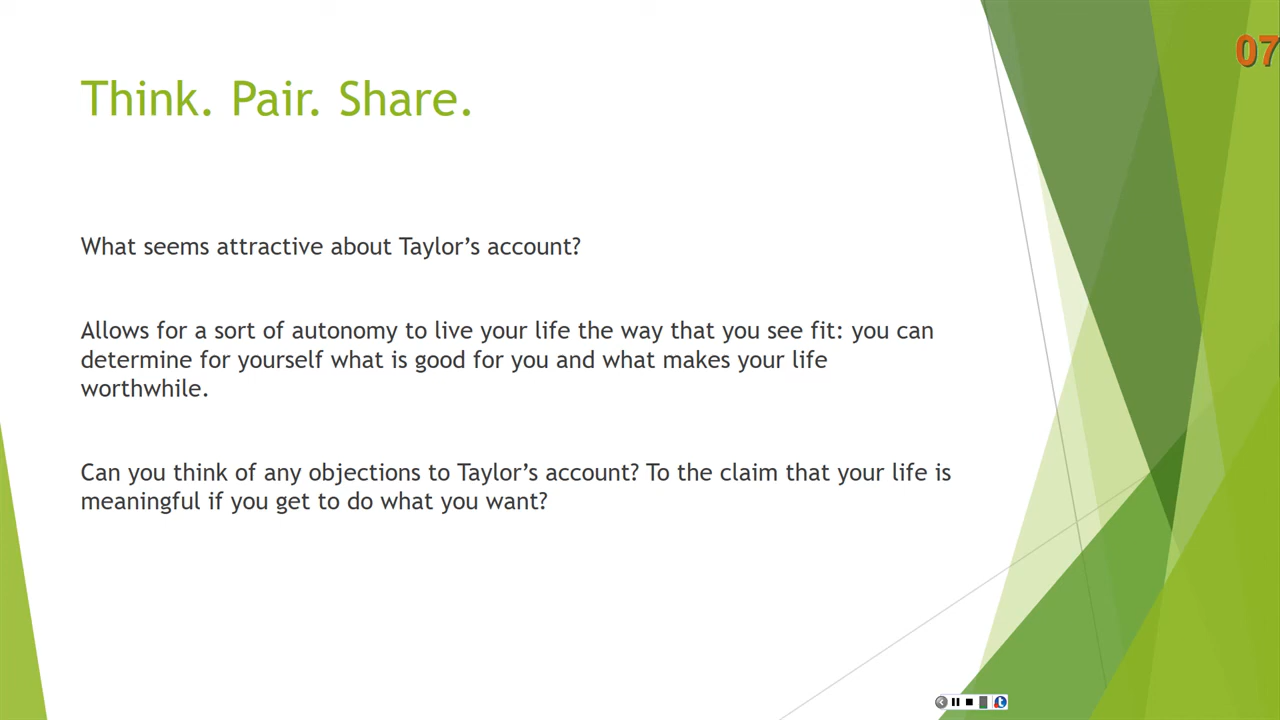 07
Think. Pair. Share.
What seems attractive about Taylor’s account?
Allows for a sort of autonomy to live your life the way that you see fit: you can
determine for yourself what is good for you and what makes your life
worthwhile.
Can you think of any objections to Taylor’s account? To the claim that your life is
meaningful if you get to do what you want?